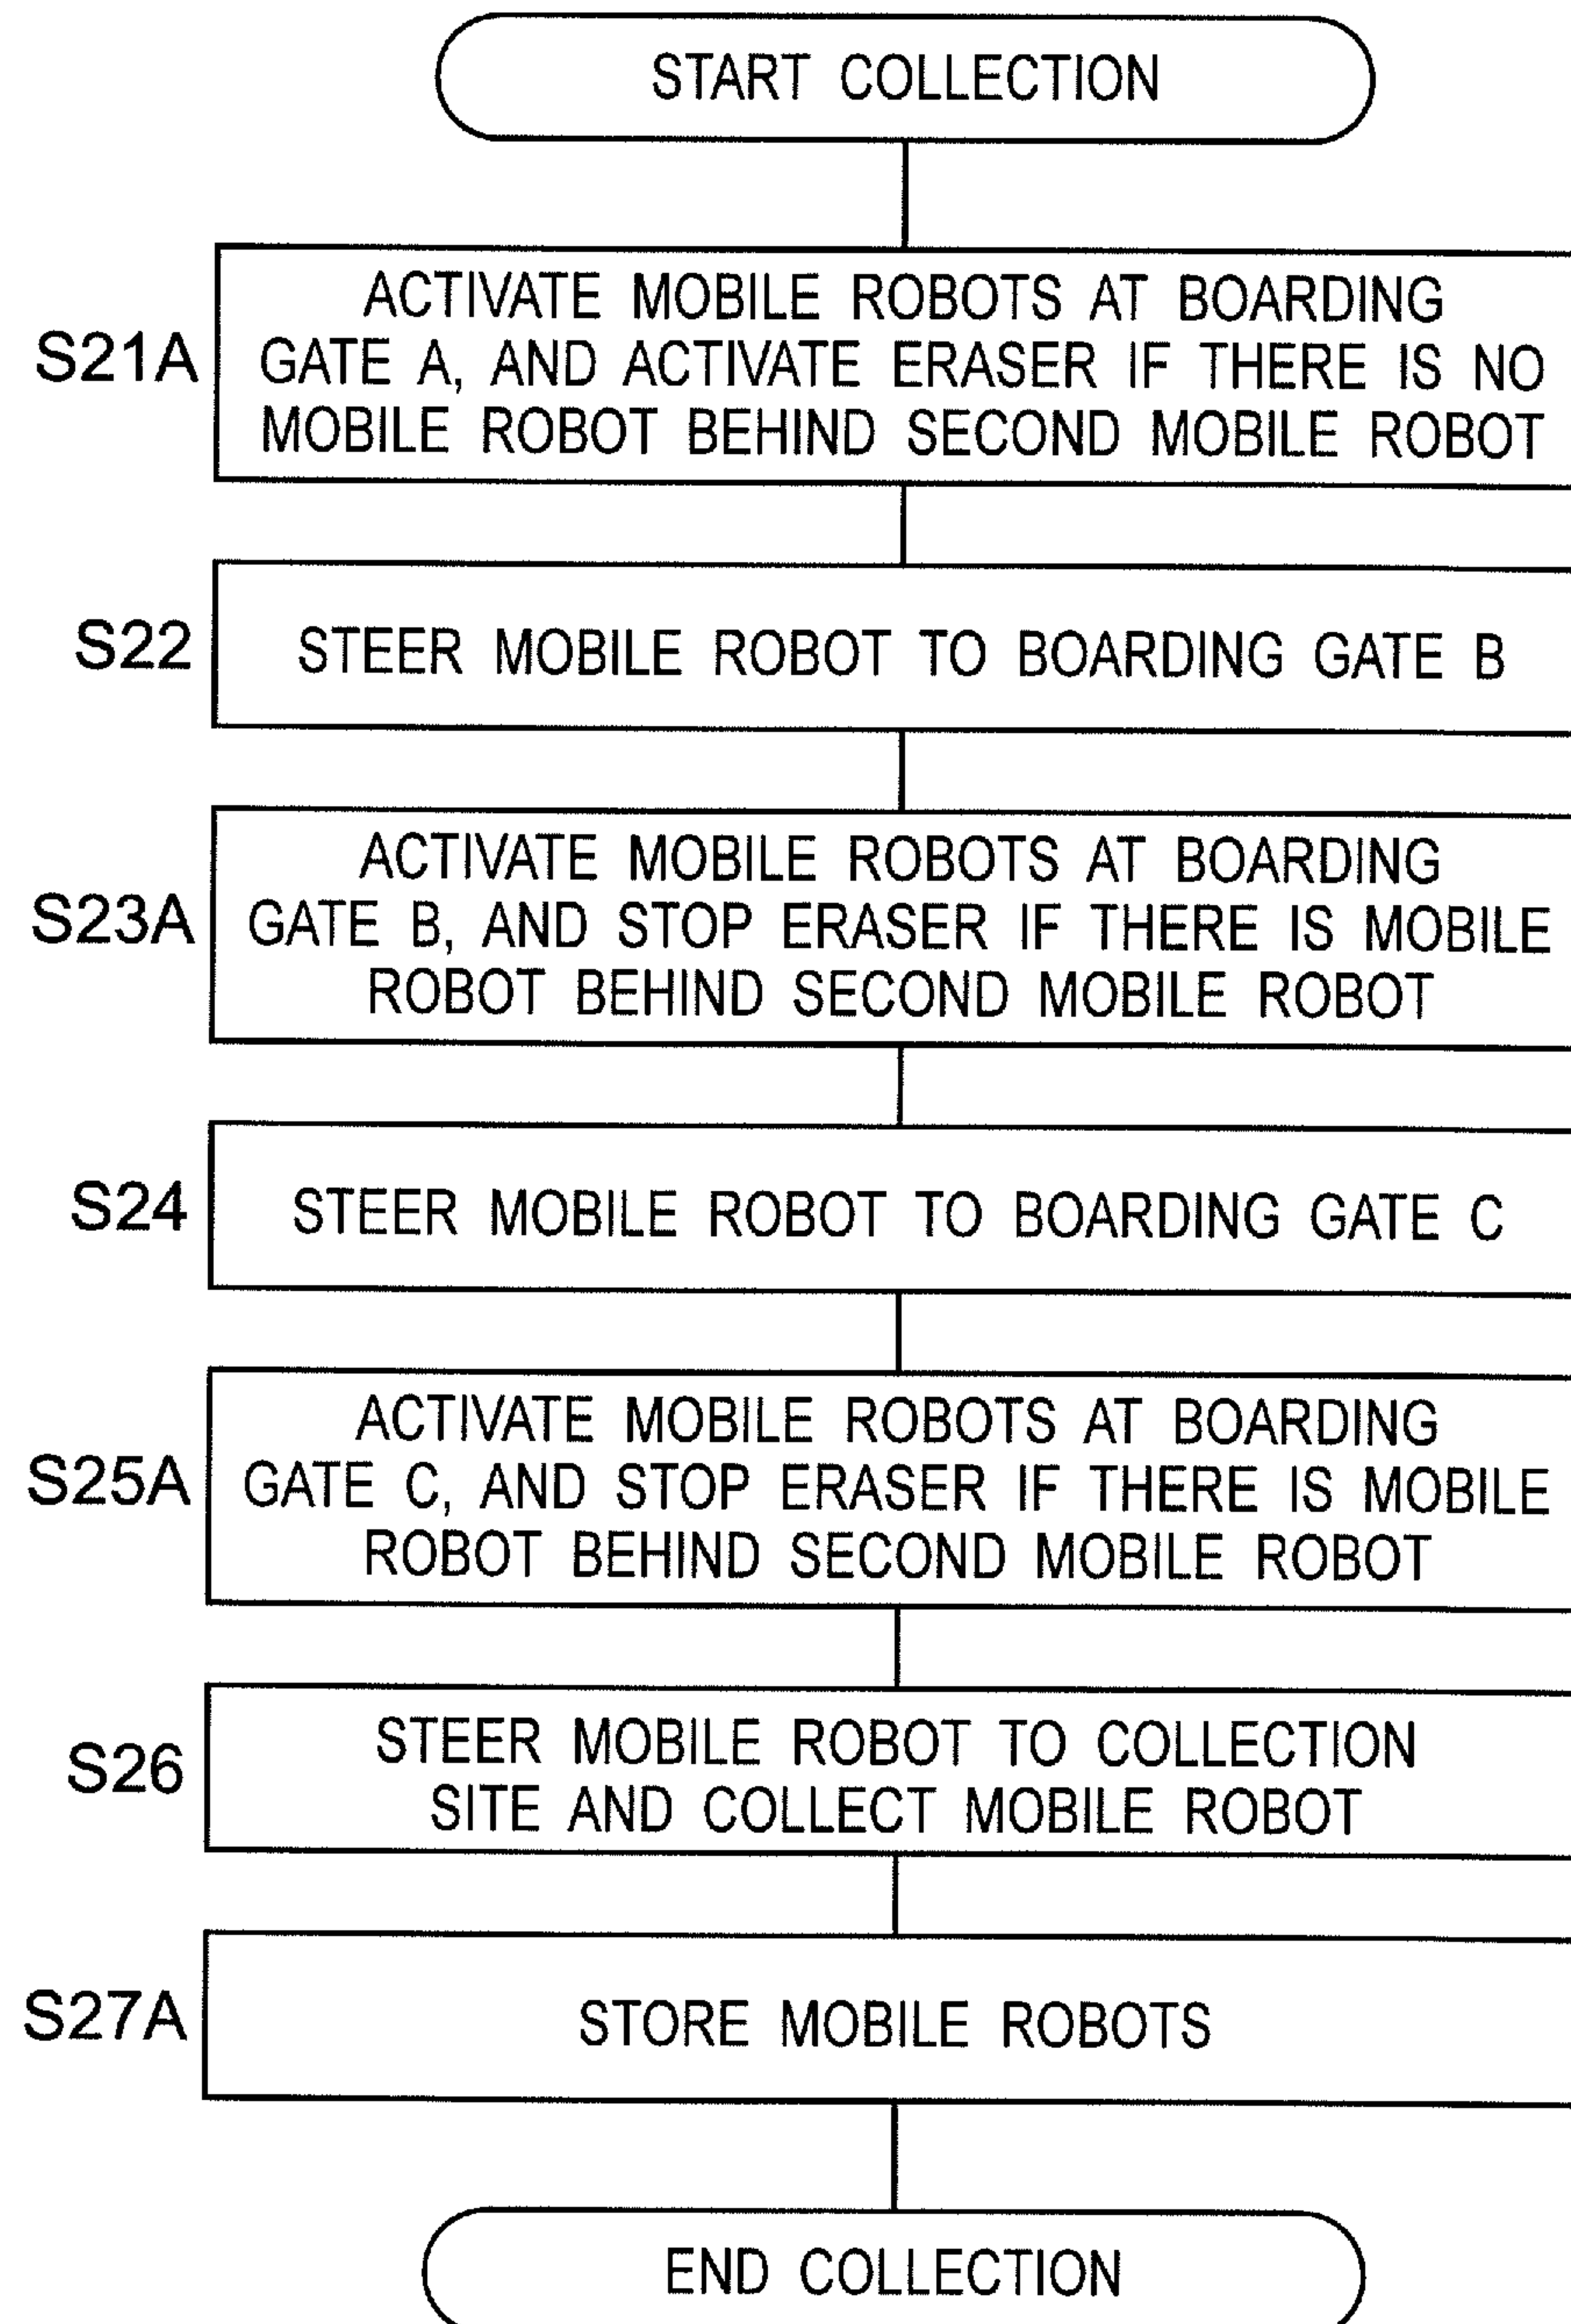 START COLLECTION
S21A
ACTIVATE MOBILE ROBOTS AT BOARDING
GATE A, AND ACTIVATE ERASER IF THERE IS NO
MOBILE ROBOT BEHIND SECOND MOBILE ROBOT
S22
STEER MOBILE ROBOT TO BOARDING GATE B
S23A
ACTIVATE MOBILE ROBOTS AT BOARDING
GATE B, AND STOP ERASER IF THERE IS MOBILE
ROBOT BEHIND SECOND MOBILE ROBOT
S24
STEER MOBILE ROBOT TO BOARDING GATE C
S25A
ACTIVATE MOBILE ROBOTS AT BOARDING
GATE C, AND STOP ERASER IF THERE IS MOBILE
ROBOT BEHIND SECOND MOBILE ROBOT
S26
STEER MOBILE ROBOT TO COLLECTION
SITE AND COLLECT MOBILE ROBOT
S27A
STORE MOBILE ROBOTS
END COLLECTION